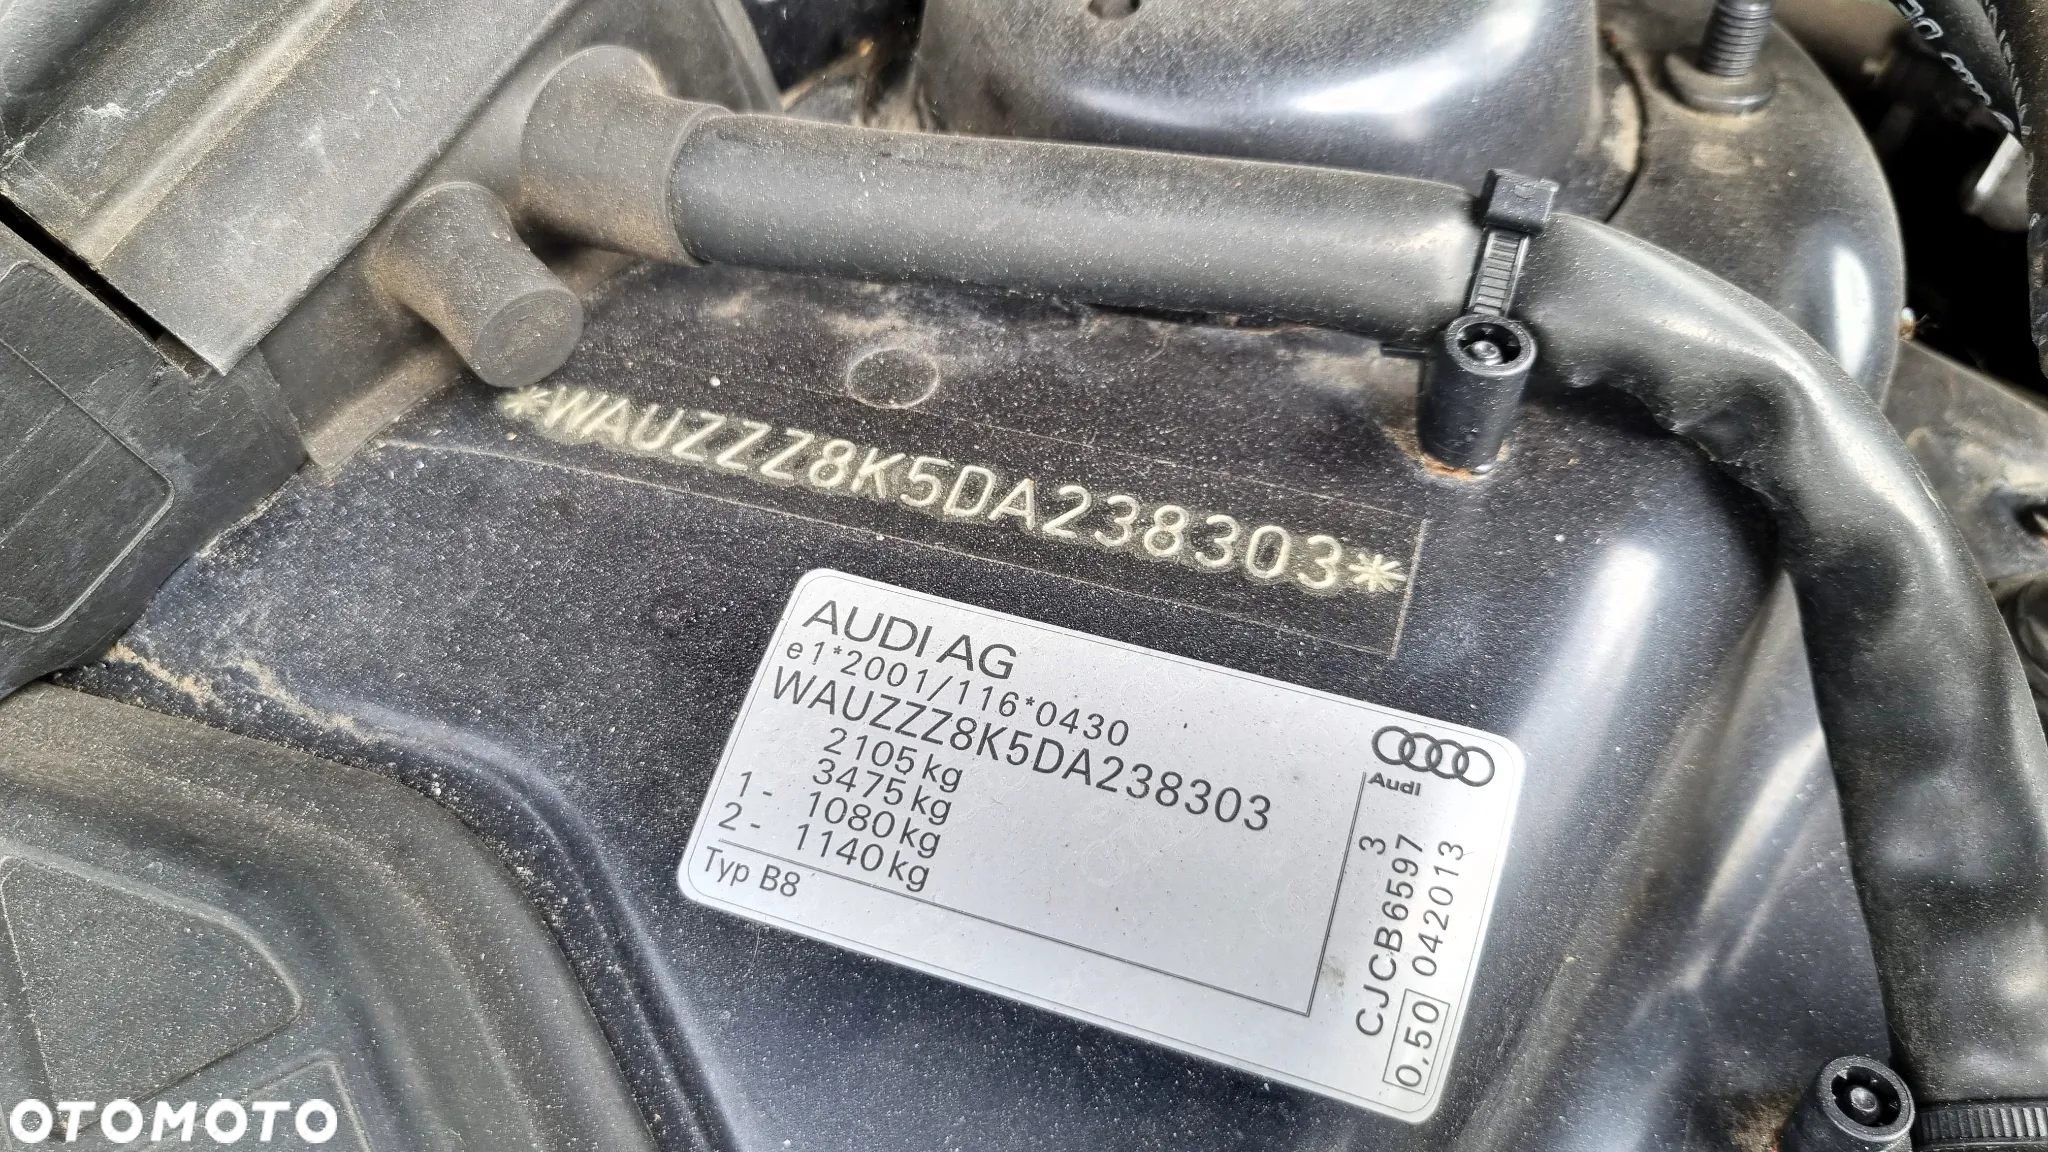 *WAUZZZ8K5DA238303*
AUDI AG
e1*2001/116*0430
WAUZZZ8K5DA238303
2105 kg
3475 kg
1 - 1080 kg
2 - 1140 kg
Typ B8
Audi
3
CJCB6597
0.50 042013
OTOMOTO